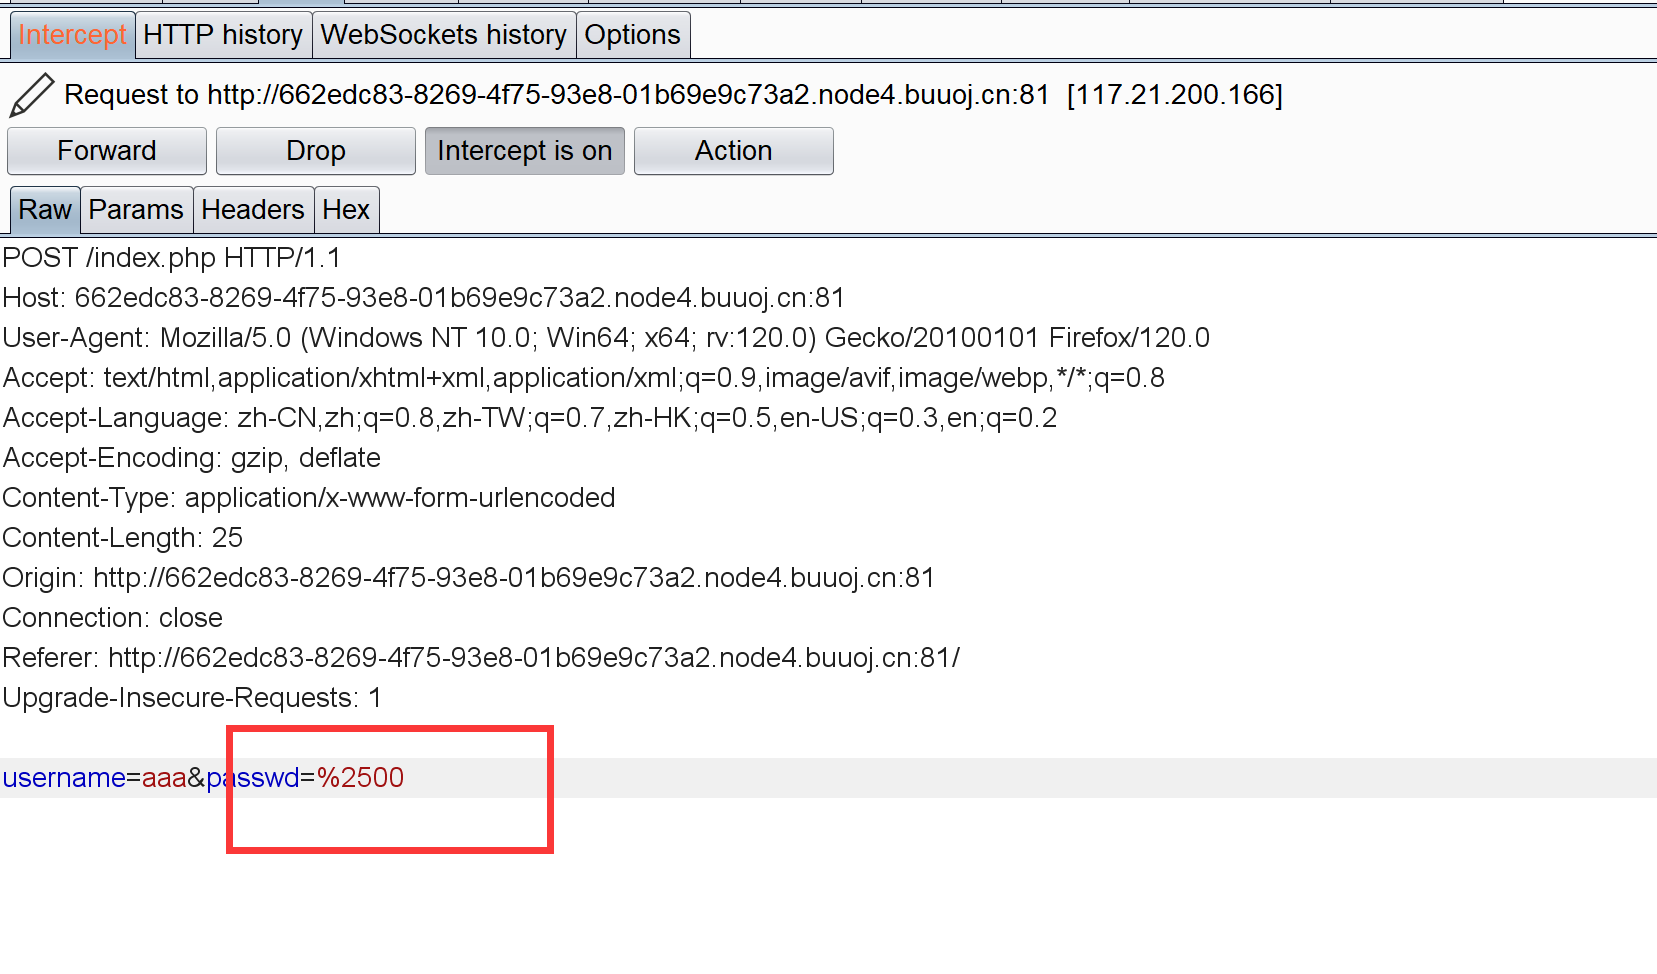 Intercept HTTP history WebSockets history Options
Request to http://662edc83-8269-4f75-93e8-01b69e9c73a2.node4.buuoj.cn:81 [117.21.200.166]
Forward Drop Intercept is on Action
Raw Params Headers Hex
POST /index.php HTTP/1.1
Host: 662edc83-8269-4f75-93e8-01b69e9c73a2.node4.buuoj.cn:81
User-Agent: Mozilla/5.0 (Windows NT 10.0; Win64; x64; rv:120.0) Gecko/20100101 Firefox/120.0
Accept: text/html,application/xhtml+xml,application/xml;q=0.9,image/avif,image/webp,*/*;q=0.8
Accept-Language: zh-CN,zh;q=0.8,zh-TW;q=0.7,zh-HK;q=0.5,en-US;q=0.3,en;q=0.2
Accept-Encoding: gzip, deflate
Content-Type: application/x-www-form-urlencoded
Content-Length: 25
Origin: http://662edc83-8269-4f75-93e8-01b69e9c73a2.node4.buuoj.cn:81
Connection: close
Referer: http://662edc83-8269-4f75-93e8-01b69e9c73a2.node4.buuoj.cn:81/
Upgrade-Insecure-Requests: 1
username=aaa&passwd=%2500